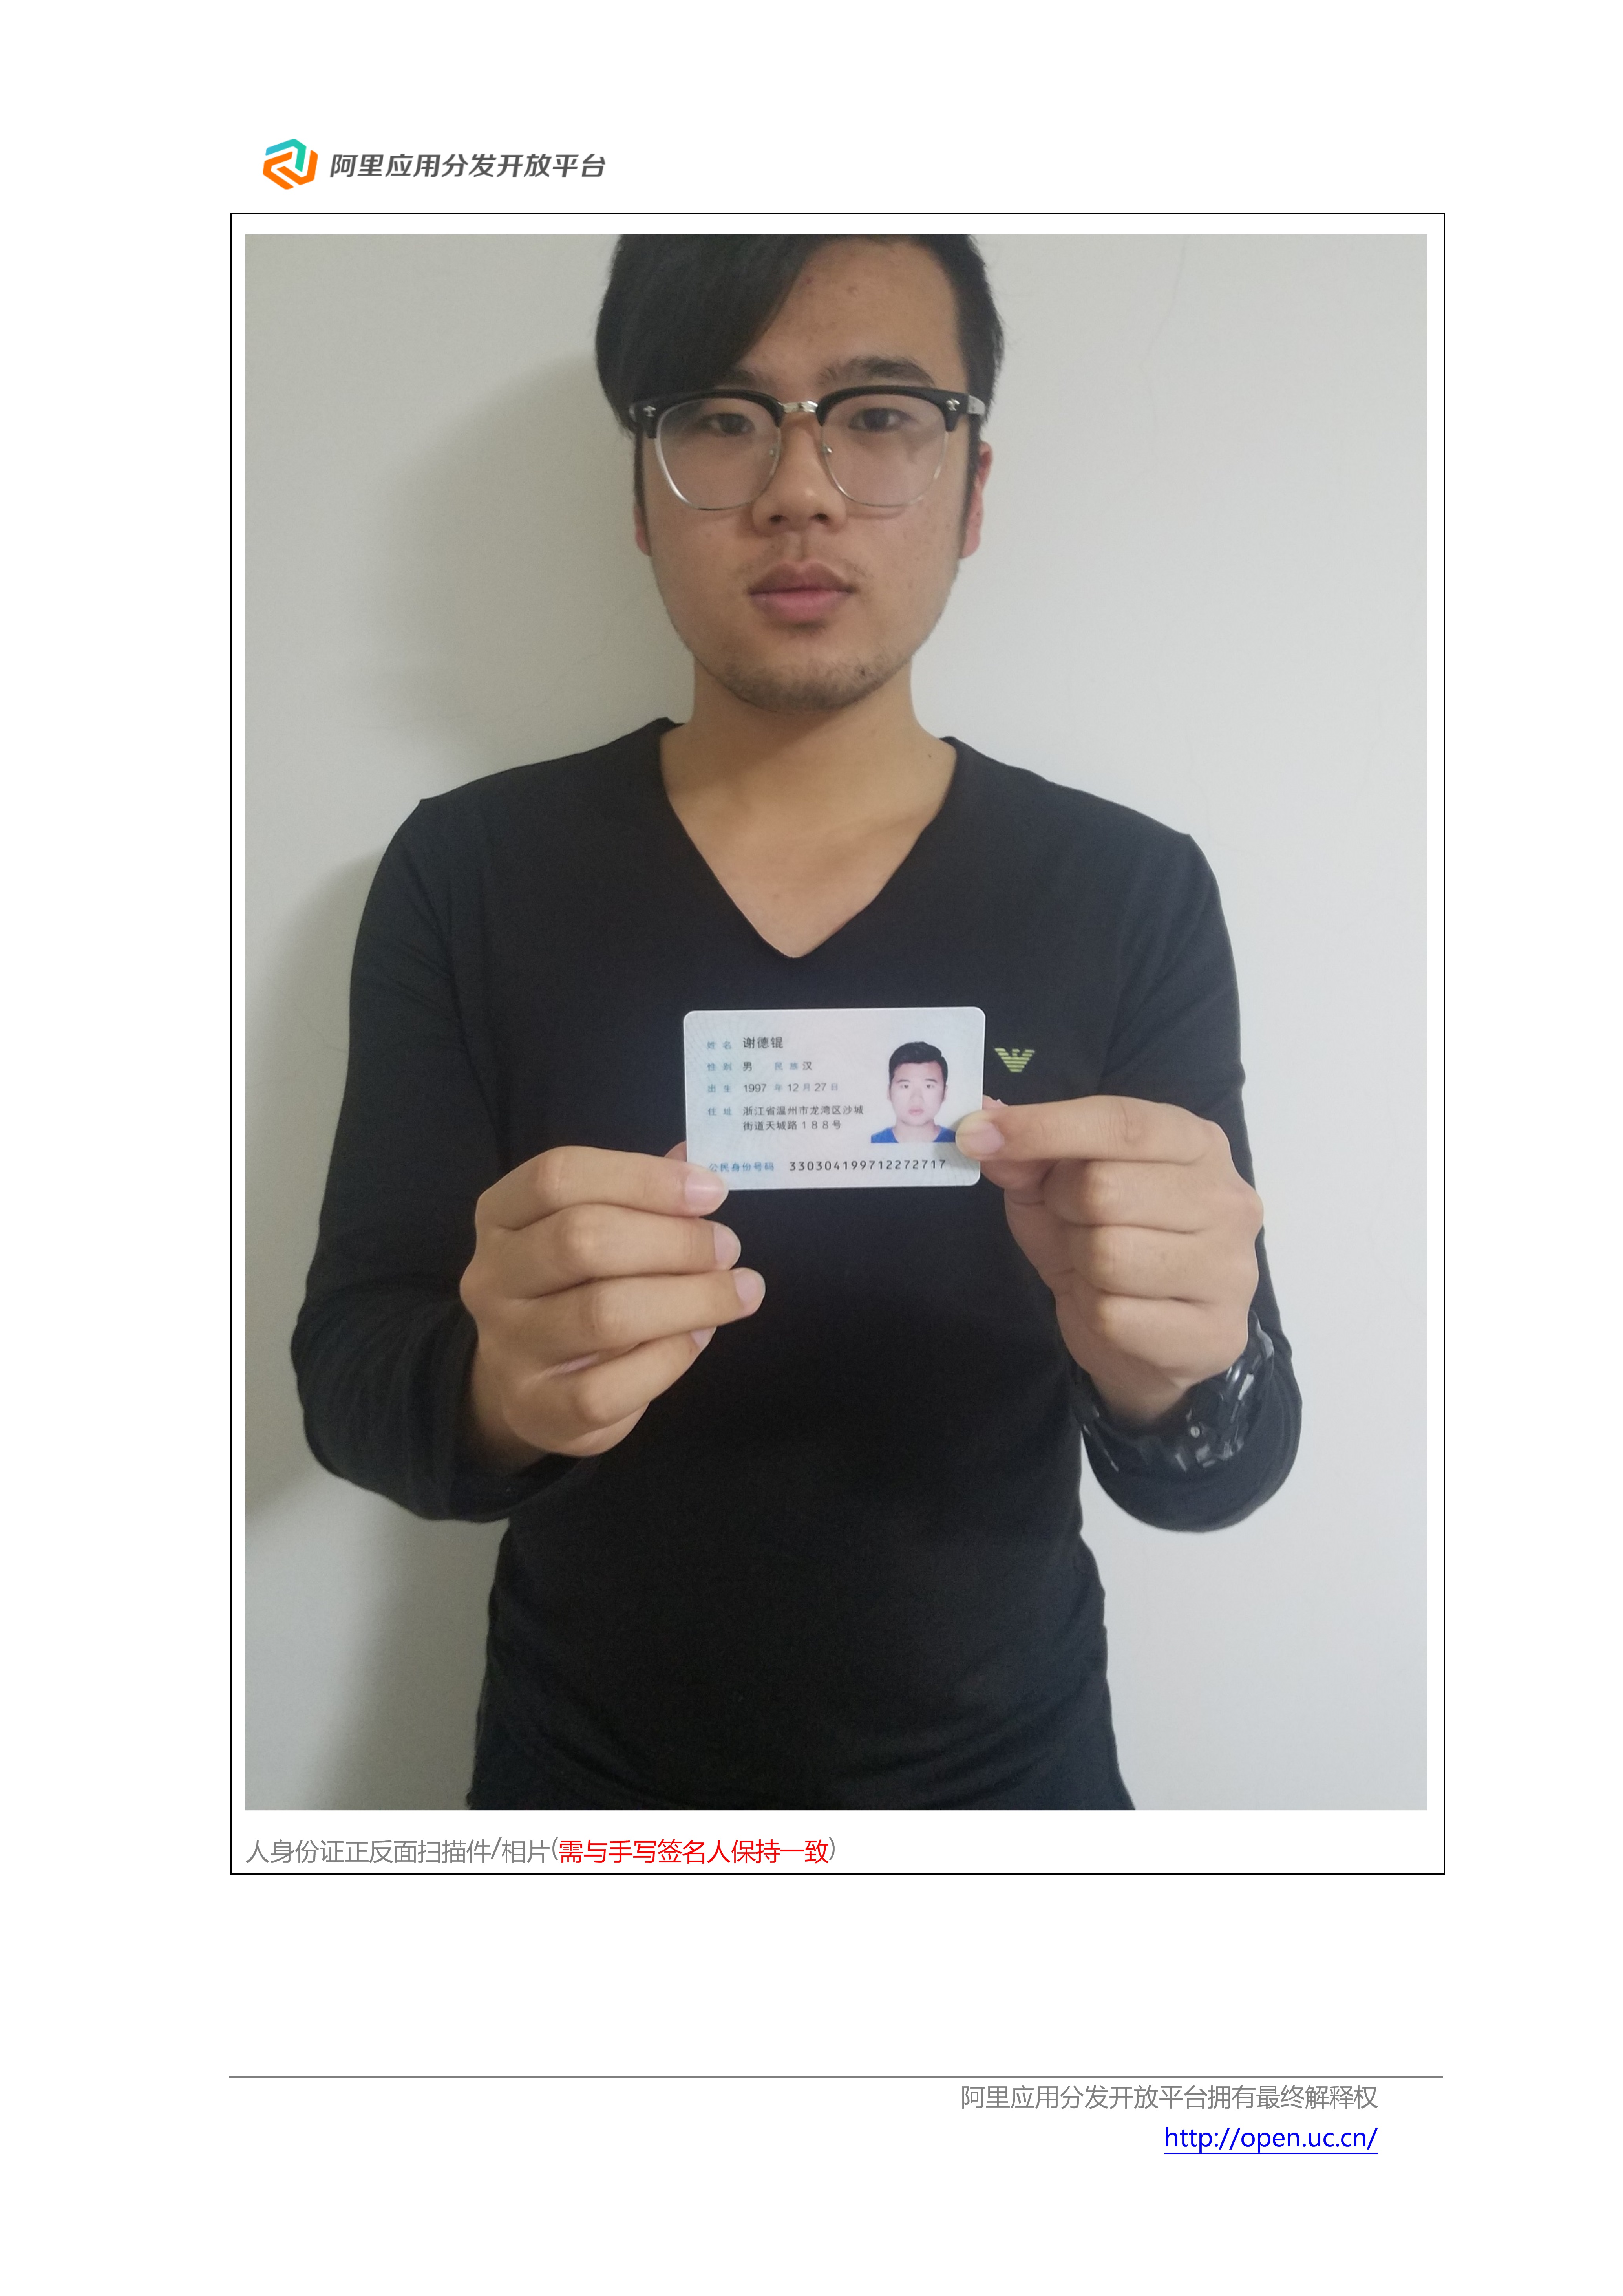 阿里应用分发开放平台
姓名 谢德锟
性别 男 民族 汉
出生 1997 年 12 月 27 日
住址 浙江省温州市龙湾区沙城
街道天城路188号
公民身份号码 330304199712272717
人身份证正反面扫描件/相片(需与手写签名人保持一致)
阿里应用分发开放平台拥有最终解释权
http://open.uc.cn/